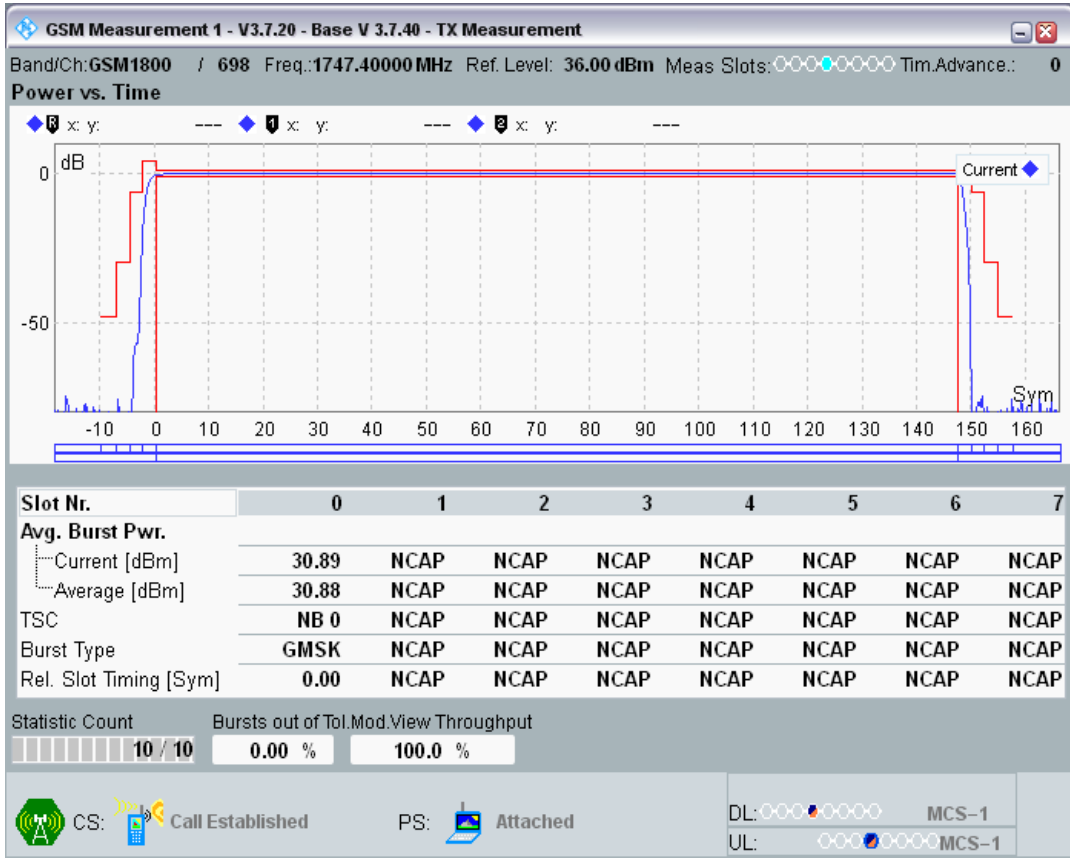 GSM Measurement 1 - V3.7.20 - Base V 3.7.40 - TX Measurement
Band/Ch:GSM1800 / 698 Freq.:1747.40000 MHz Ref. Level: 36.00 dBm Meas Slots: Tim.Advance.: 0
Power vs. Time
R x: y: --- 1 x: y: --- 2 x: y: ---
dB
Current
0
-50
Sym
-10 0 10 20 30 40 50 60 70 80 90 100 110 120 130 140 150 160
Slot Nr. 0 1 2 3 4 5 6 7
Avg. Burst Pwr.
Current [dBm] 30.89 NCAP NCAP NCAP NCAP NCAP NCAP NCAP
Average [dBm] 30.88 NCAP NCAP NCAP NCAP NCAP NCAP NCAP
TSC NB 0 NCAP NCAP NCAP NCAP NCAP NCAP NCAP
Burst Type GMSK NCAP NCAP NCAP NCAP NCAP NCAP NCAP
Rel. Slot Timing [Sym] 0.00 NCAP NCAP NCAP NCAP NCAP NCAP NCAP
Statistic Count Bursts out of Tol. Mod.View Throughput
10 / 10 0.00 % 100.0 %
CS: Call Established PS: Attached
DL: MCS-1
UL: MCS-1